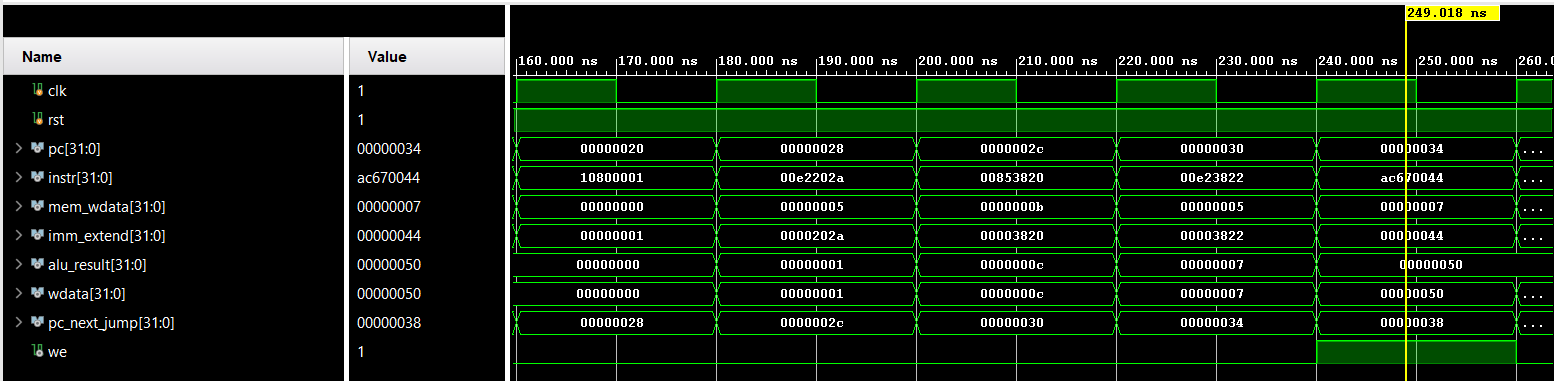 249.018 ns
Name Value
160.000 ns 170.000 ns 180.000 ns 190.000 ns 200.000 ns 210.000 ns 220.000 ns 230.000 ns 240.000 ns 250.000 ns 260.0
clk 1
rst 1
pc[31:0] 00000034 00000020 00000028 0000002c 00000030 00000034 ...
instr[31:0] ac670044 10800001 00e2202a 00853820 00e23822 ac670044 ...
mem_wdata[31:0] 00000007 00000000 00000005 0000000b 00000005 00000007 ...
imm_extend[31:0] 00000044 00000001 0000202a 00003820 00003822 00000044 ...
alu_result[31:0] 00000050 00000000 00000001 0000000c 00000007 00000050
wdata[31:0] 00000050 00000000 00000001 0000000c 00000007 00000050 ...
pc_next_jump[31:0] 00000038 00000028 0000002c 00000030 00000034 00000038 ...
we 1